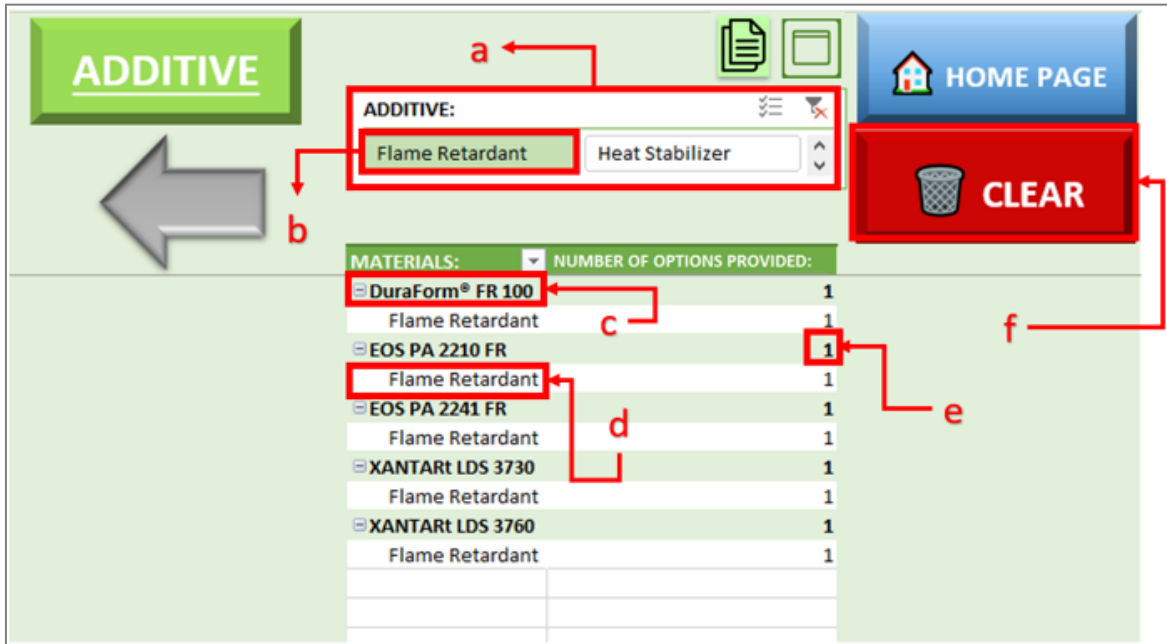 ADDITIVE
a
HOME PAGE
ADDITIVE:
Flame Retardant Heat Stabilizer
b
CLEAR
MATERIALS: NUMBER OF OPTIONS PROVIDED:
DuraForm® FR 100 1
Flame Retardant 1
c
f
EOS PA 2210 FR 1
Flame Retardant 1
e
EOS PA 2241 FR 1
d
Flame Retardant 1
XANTARt LDS 3730 1
Flame Retardant 1
XANTARt LDS 3760 1
Flame Retardant 1